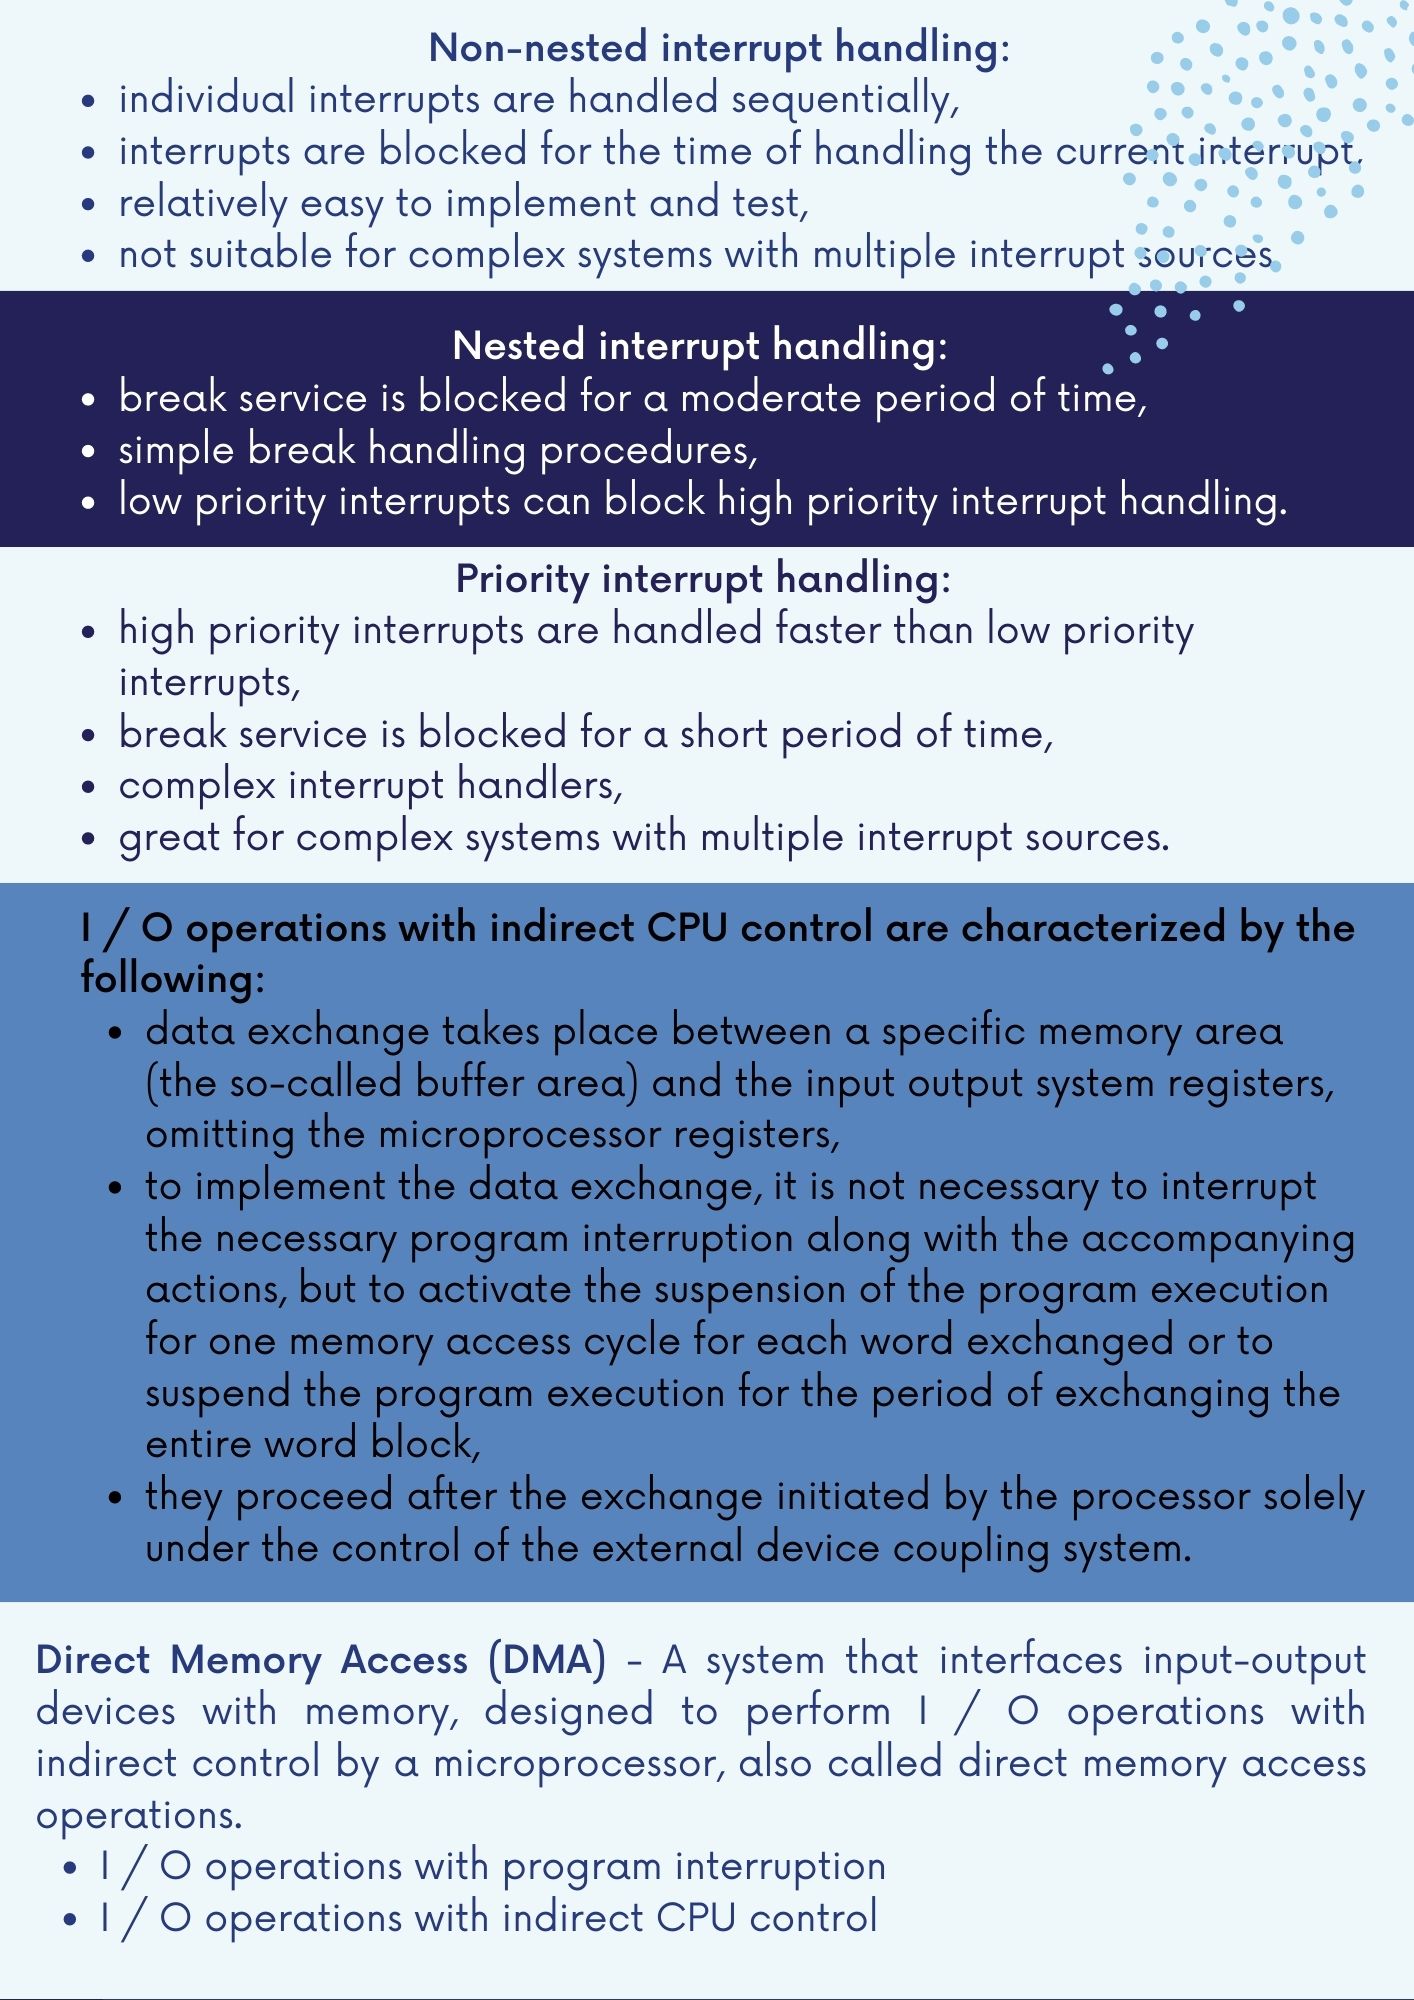 Non-nested interrupt handling:
• individual interrupts are handled sequentially,
• interrupts are blocked for the time of handling the current interrupt,
• relatively easy to implement and test,
• not suitable for complex systems with multiple interrupt sources.
Nested interrupt handling:
• break service is blocked for a moderate period of time,
• simple break handling procedures,
• low priority interrupts can block high priority interrupt handling.
Priority interrupt handling:
• high priority interrupts are handled faster than low priority
interrupts,
• break service is blocked for a short period of time,
• complex interrupt handlers,
• great for complex systems with multiple interrupt sources.
I / O operations with indirect CPU control are characterized by the
following:
• data exchange takes place between a specific memory area
(the so-called buffer area) and the input output system registers,
omitting the microprocessor registers,
• to implement the data exchange, it is not necessary to interrupt
the necessary program interruption along with the accompanying
actions, but to activate the suspension of the program execution
for one memory access cycle for each word exchanged or to
suspend the program execution for the period of exchanging the
entire word block,
• they proceed after the exchange initiated by the processor solely
under the control of the external device coupling system.
Direct Memory Access (DMA) - A system that interfaces input-output
devices with memory, designed to perform I / O operations with
indirect control by a microprocessor, also called direct memory access
operations.
• I / O operations with program interruption
• I / O operations with indirect CPU control